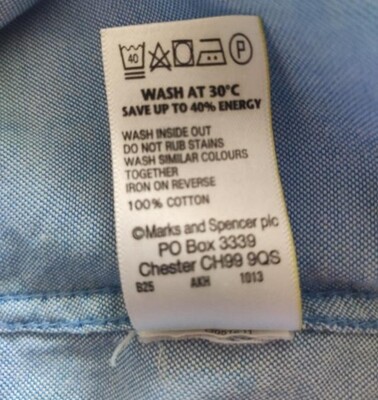 40 P
WASH AT 30°C
SAVE UP TO 40% ENERGY
WASH INSIDE OUT
DO NOT RUB STAINS
WASH SIMILAR COLOURS
TOGETHER
IRON ON REVERSE
100% COTTON
©Marks and Spencer plc
PO Box 3339
Chester CH99 9QS
B25 AKH 1013